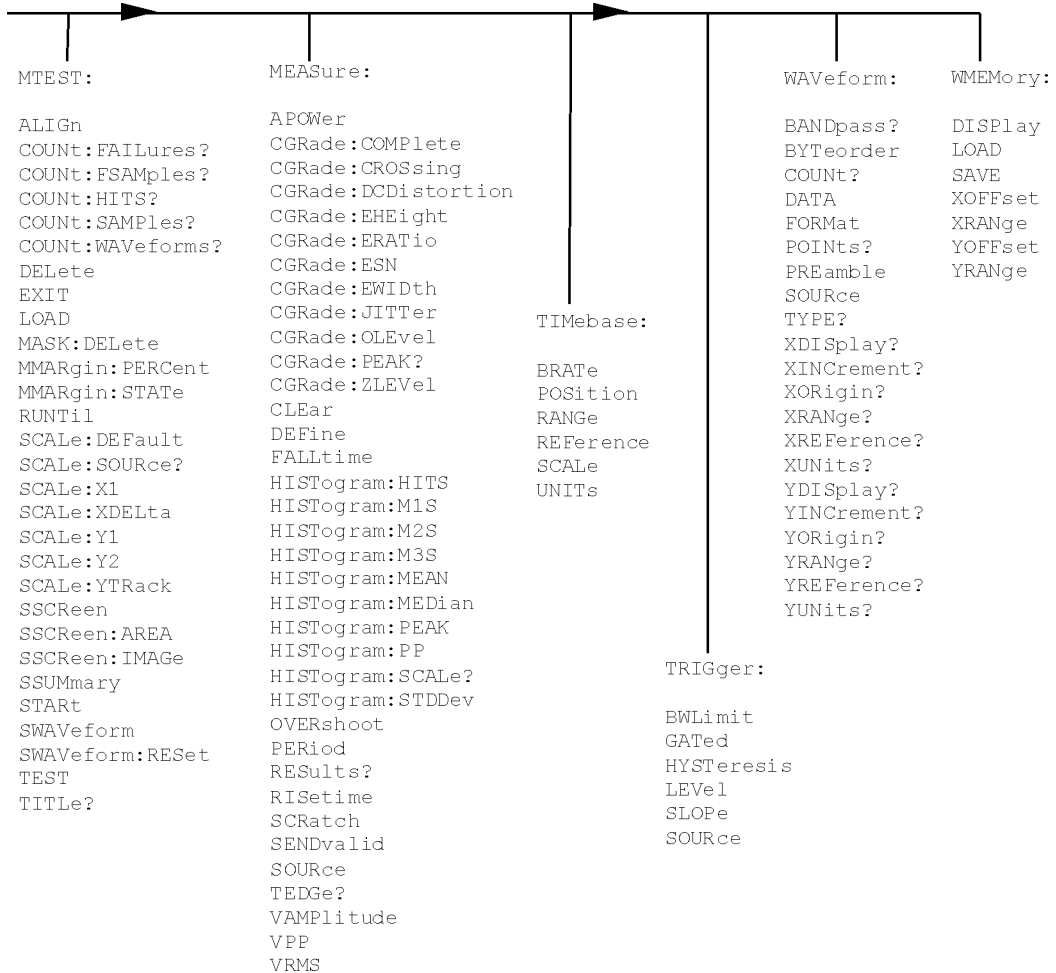 MTEST:
ALIGn
COUNt:FAILures?
COUNt:FSAMples?
COUNt:HITS?
COUNt:SAMPles?
COUNt:WAVeforms?
DELete
EXIT
LOAD
MASK:DELete
MMARgin:PERCent
MMARgin:STATe
RUNTil
SCALe:DEFault
SCALe:SOURce?
SCALe:X1
SCALe:XDELta
SCALe:Y1
SCALe:Y2
SCALe:YTRack
SSCReen
SSCReen:AREA
SSCReen:IMAGe
SSUMmary
STARt
SWAVeform
SWAVeform:RESet
TEST
TITLe?
MEASure:
APOWer
CGRade:COMPlete
CGRade:CROSsing
CGRade:DCDistortion
CGRade:EHEight
CGRade:ERATio
CGRade:ESN
CGRade:EWIDth
CGRade:JITTer
CGRade:OLEvel
CGRade:PEAK?
CGRade:ZLEVel
CLEar
DEFine
FALLtime
HISTogram:HITS
HISTogram:M1S
HISTogram:M2S
HISTogram:M3S
HISTogram:MEAN
HISTogram:MEDian
HISTogram:PEAK
HISTogram:PP
HISTogram:SCALe?
HISTogram:STDDev
OVERshoot
PERiod
RESults?
RISetime
SCRatch
SENDvalid
SOURce
TEDGe?
VAMPlitude
VPP
VRMS
TIMebase:
BRATe
POSition
RANGe
REFerence
SCALe
UNITs
TRIGger:
BWLimit
GATed
HYSTeresis
LEVel
SLOPe
SOURce
WAVeform:
BANDpass?
BYTeorder
COUNt?
DATA
FORMat
POINts?
PREamble
SOURce
TYPE?
XDISplay?
XINCrement?
XORigin?
XRANge?
XREFerence?
XUNits?
YDISplay?
YINCrement?
YORigin?
YRANge?
YREFerence?
YUNits?
WMEMory:
DISPlay
LOAD
SAVE
XOFFset
XRANge
YOFFset
YRANge